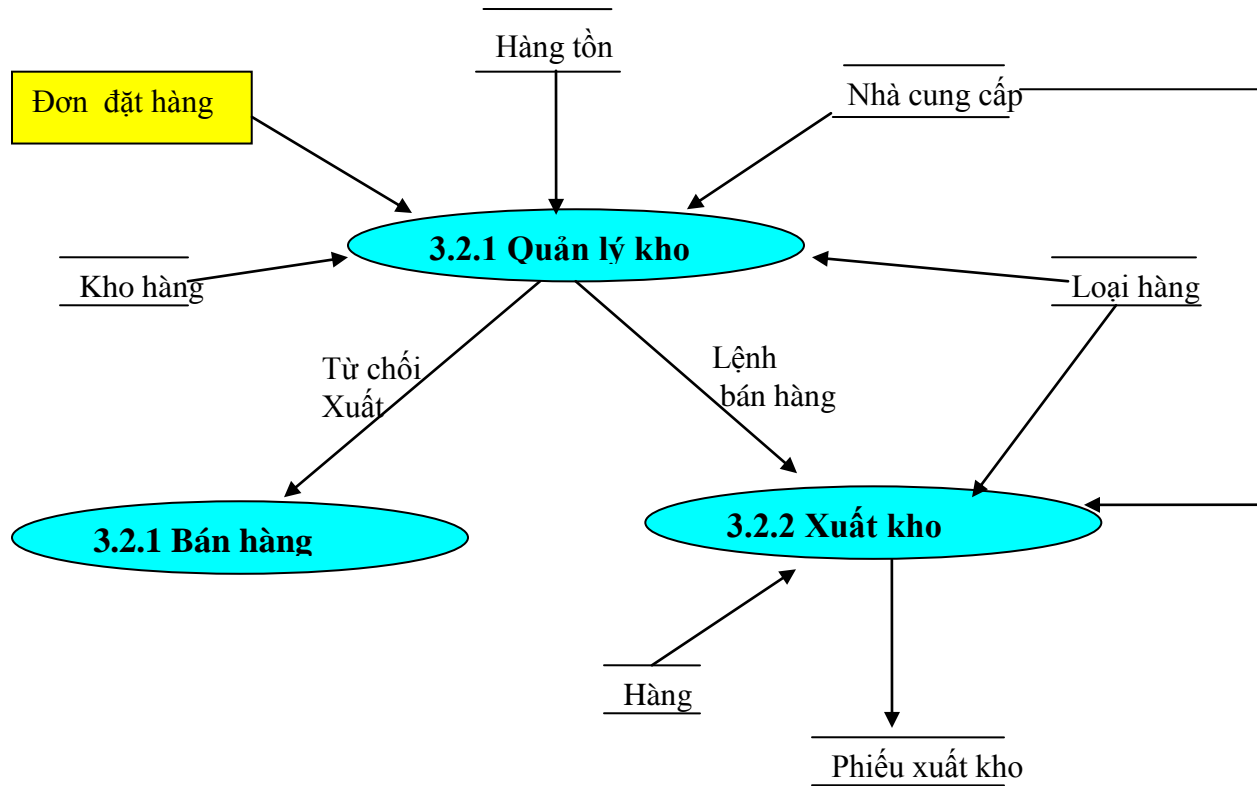 Hàng tồn
Đơn đặt hàng
Nhà cung cấp
3.2.1 Quản lý kho
Kho hàng
Loại hàng
Từ chối
Xuất
Lệnh
bán hàng
3.2.1 Bán hàng
3.2.2 Xuất kho
Hàng
Phiếu xuất kho